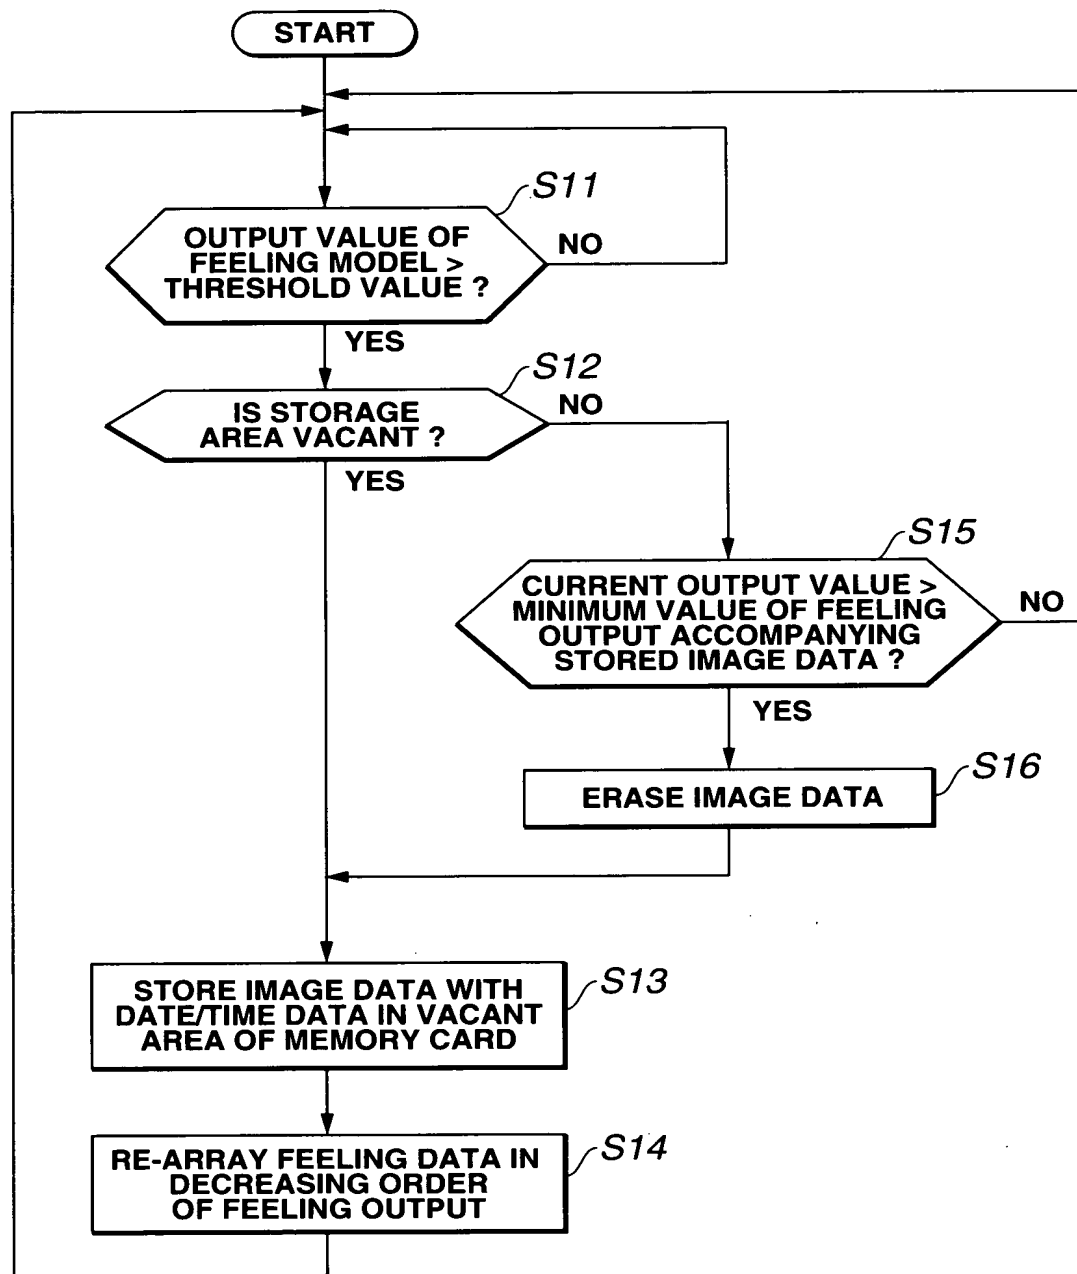 START
S11
OUTPUT VALUE OF
FEELING MODEL >
THRESHOLD VALUE ?
NO
YES
S12
IS STORAGE
AREA VACANT ?
NO
YES
S15
CURRENT OUTPUT VALUE >
MINIMUM VALUE OF FEELING
OUTPUT ACCOMPANYING
STORED IMAGE DATA ?
NO
YES
S16
ERASE IMAGE DATA
S13
STORE IMAGE DATA WITH
DATE/TIME DATA IN VACANT
AREA OF MEMORY CARD
S14
RE-ARRAY FEELING DATA IN
DECREASING ORDER
OF FEELING OUTPUT